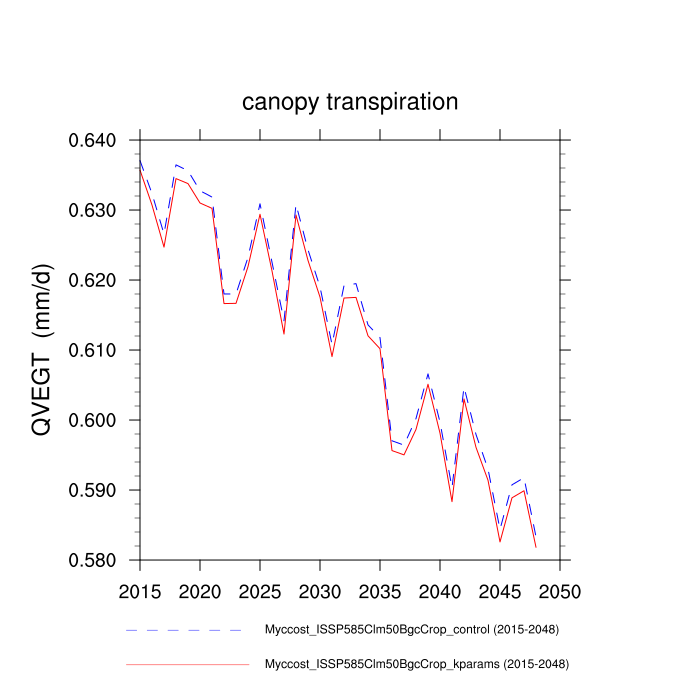 canopy transpiration
QVEGT (mm/d)
0.640
0.630
0.620
0.610
0.600
0.590
0.580
2015 2020 2025 2030 2035 2040 2045 2050
Myccost_ISSP585Clm50BgcCrop_control (2015-2048)
Myccost_ISSP585Clm50BgcCrop_kparams (2015-2048)